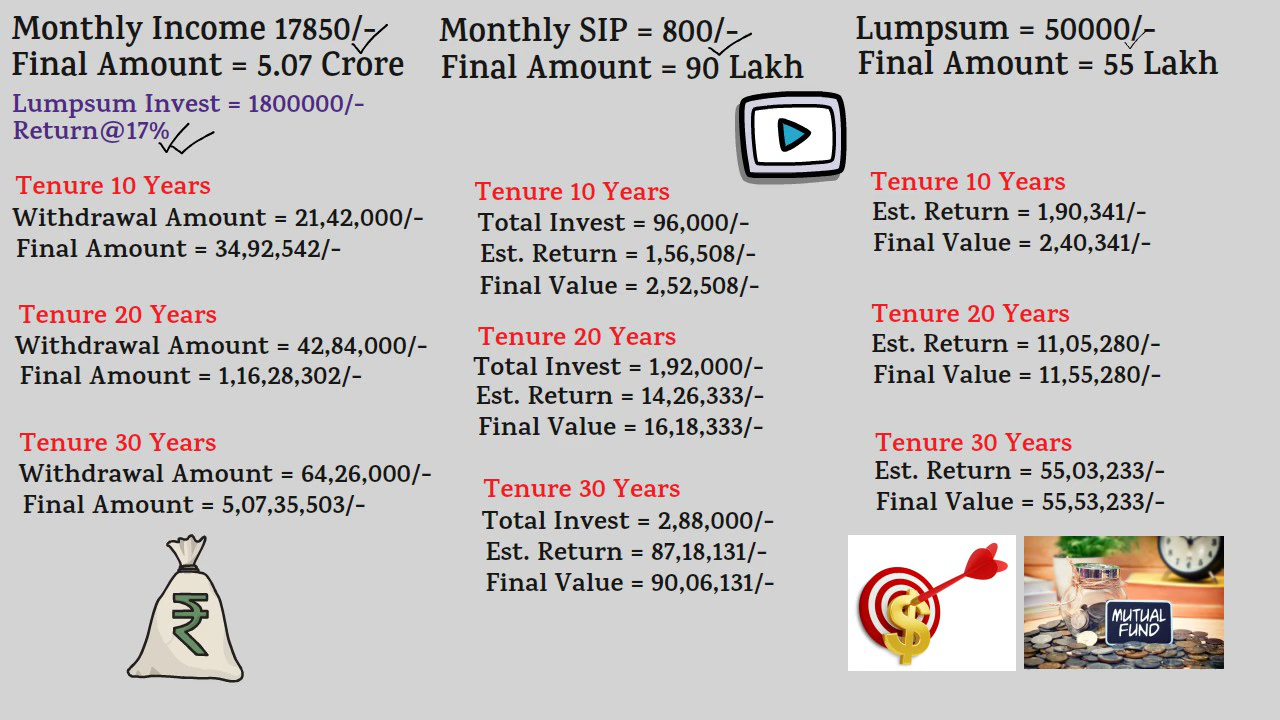 Monthly Income 17850/-
Final Amount = 5.07 Crore
Lumpsum Invest = 1800000/-
Return@17%
Tenure 10 Years
Withdrawal Amount = 21,42,000/-
Final Amount = 34,92,542/-
Tenure 20 Years
Withdrawal Amount = 42,84,000/-
Final Amount = 1,16,28,302/-
Tenure 30 Years
Withdrawal Amount = 64,26,000/-
Final Amount = 5,07,35,503/-
₹
Monthly SIP = 800/-
Final Amount = 90 Lakh
Tenure 10 Years
Total Invest = 96,000/-
Est. Return = 1,56,508/-
Final Value = 2,52,508/-
Tenure 20 Years
Total Invest = 1,92,000/-
Est. Return = 14,26,333/-
Final Value = 16,18,333/-
Tenure 30 Years
Total Invest = 2,88,000/-
Est. Return = 87,18,131/-
Final Value = 90,06,131/-
Lumpsum = 50000/-
Final Amount = 55 Lakh
Tenure 10 Years
Est. Return = 1,90,341/-
Final Value = 2,40,341/-
Tenure 20 Years
Est. Return = 11,05,280/-
Final Value = 11,55,280/-
Tenure 30 Years
Est. Return = 55,03,233/-
Final Value = 55,53,233/-
$
MUTUAL
FUND